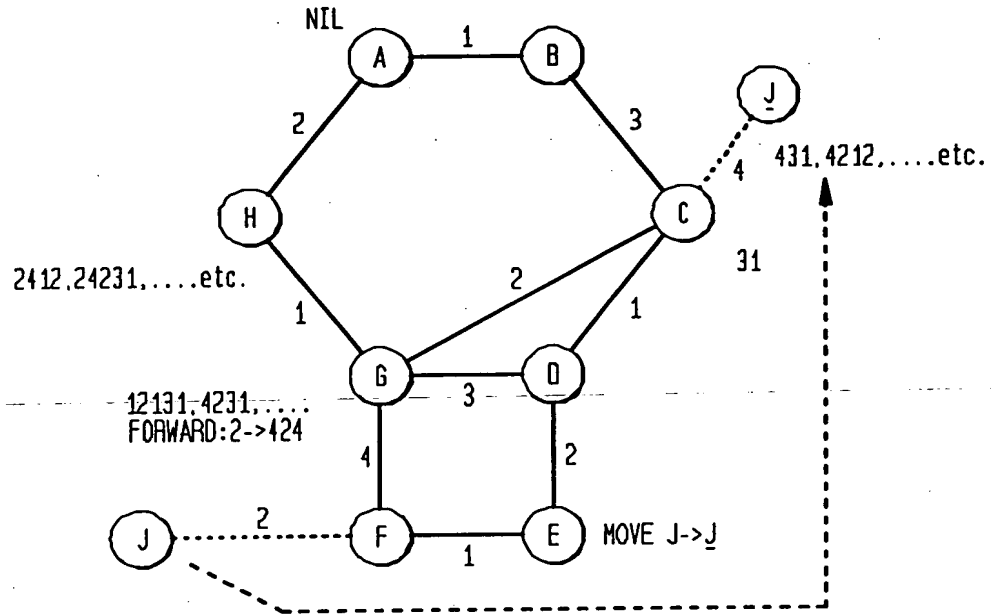 NIL
A
1
B
J
2
3
4
431,4212,....etc.
H
C
31
2412,24231,....etc.
2
1
1
G
3
D
12131,4231,....
FORWARD:2->424
4
2
J
2
F
1
E
MOVE J->J